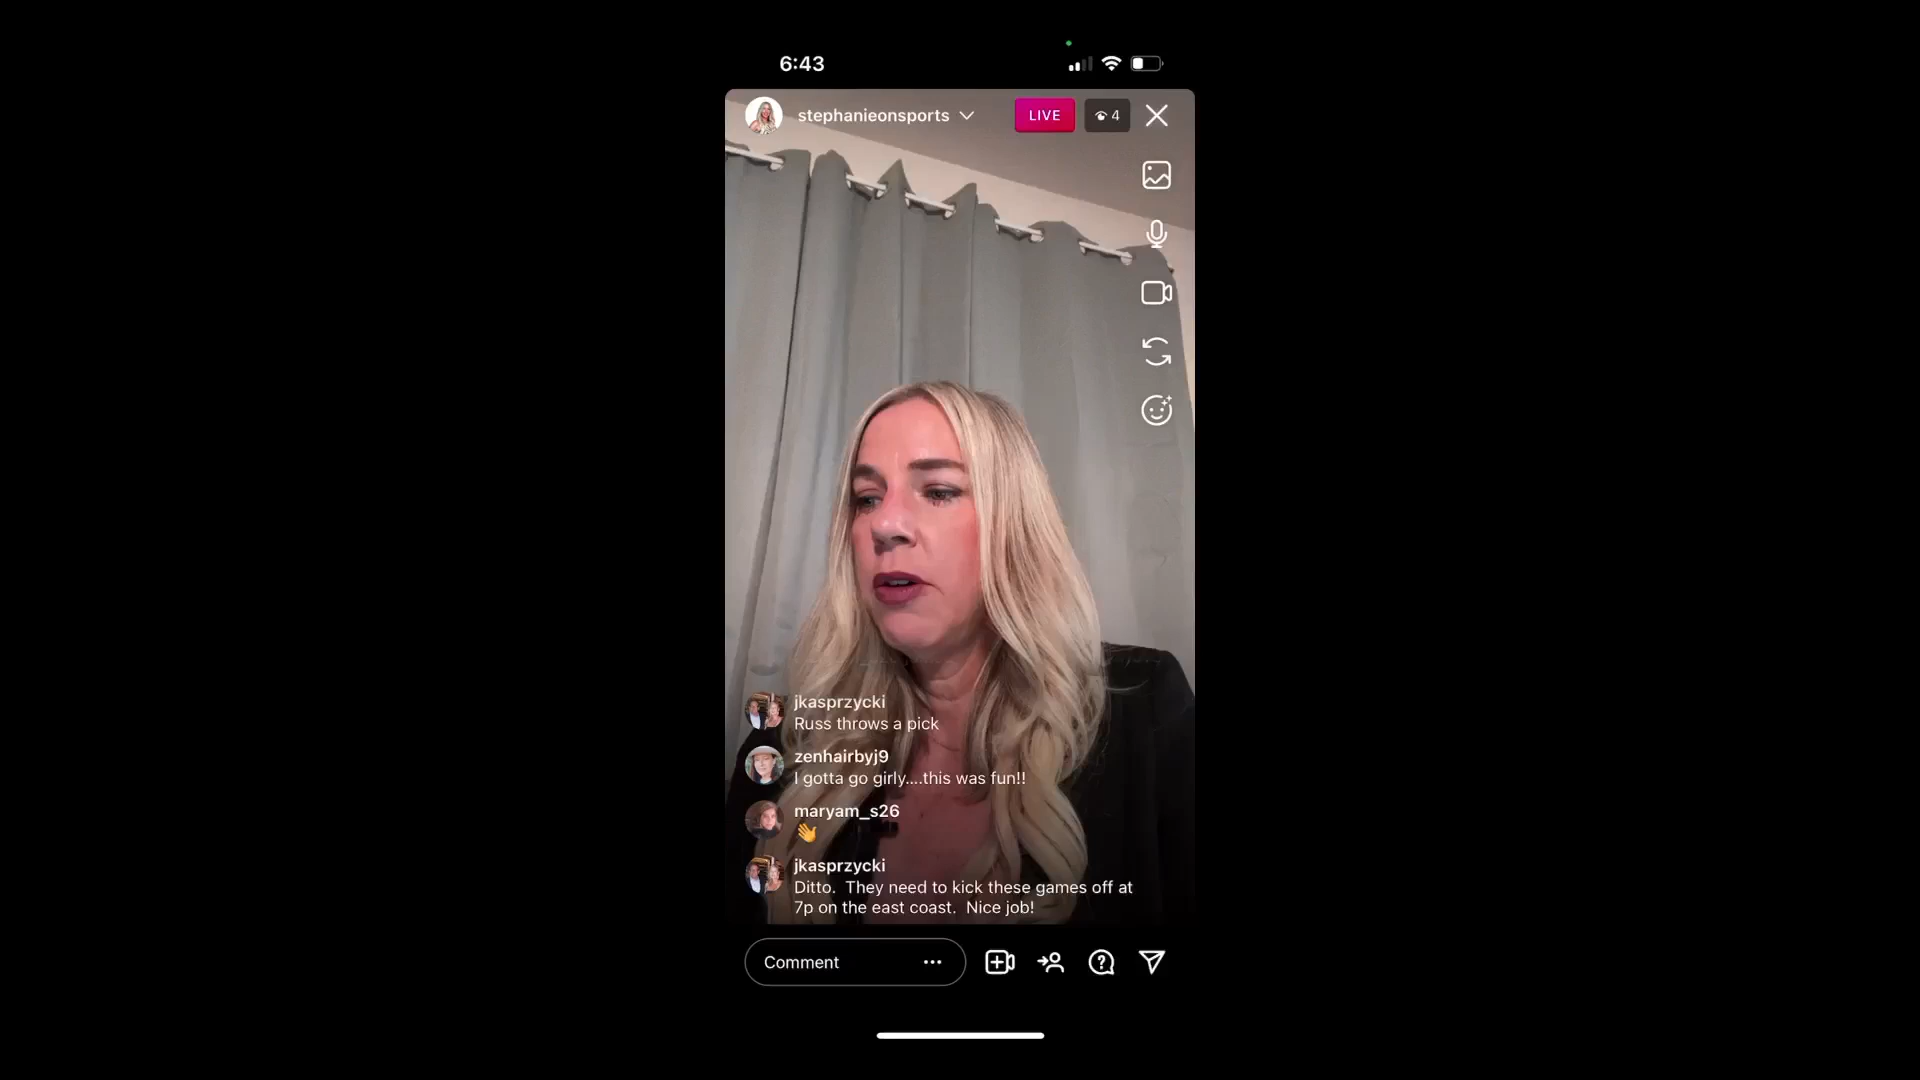 6:43
stephanieonsports
LIVE
4
jkasprzycki
Russ throws a pick
zenhairbyj9
I gotta go girly....this was fun!!
maryam_s26
👋
jkasprzycki
Ditto.  They need to kick these games off at
7p on the east coast.  Nice job!
Comment